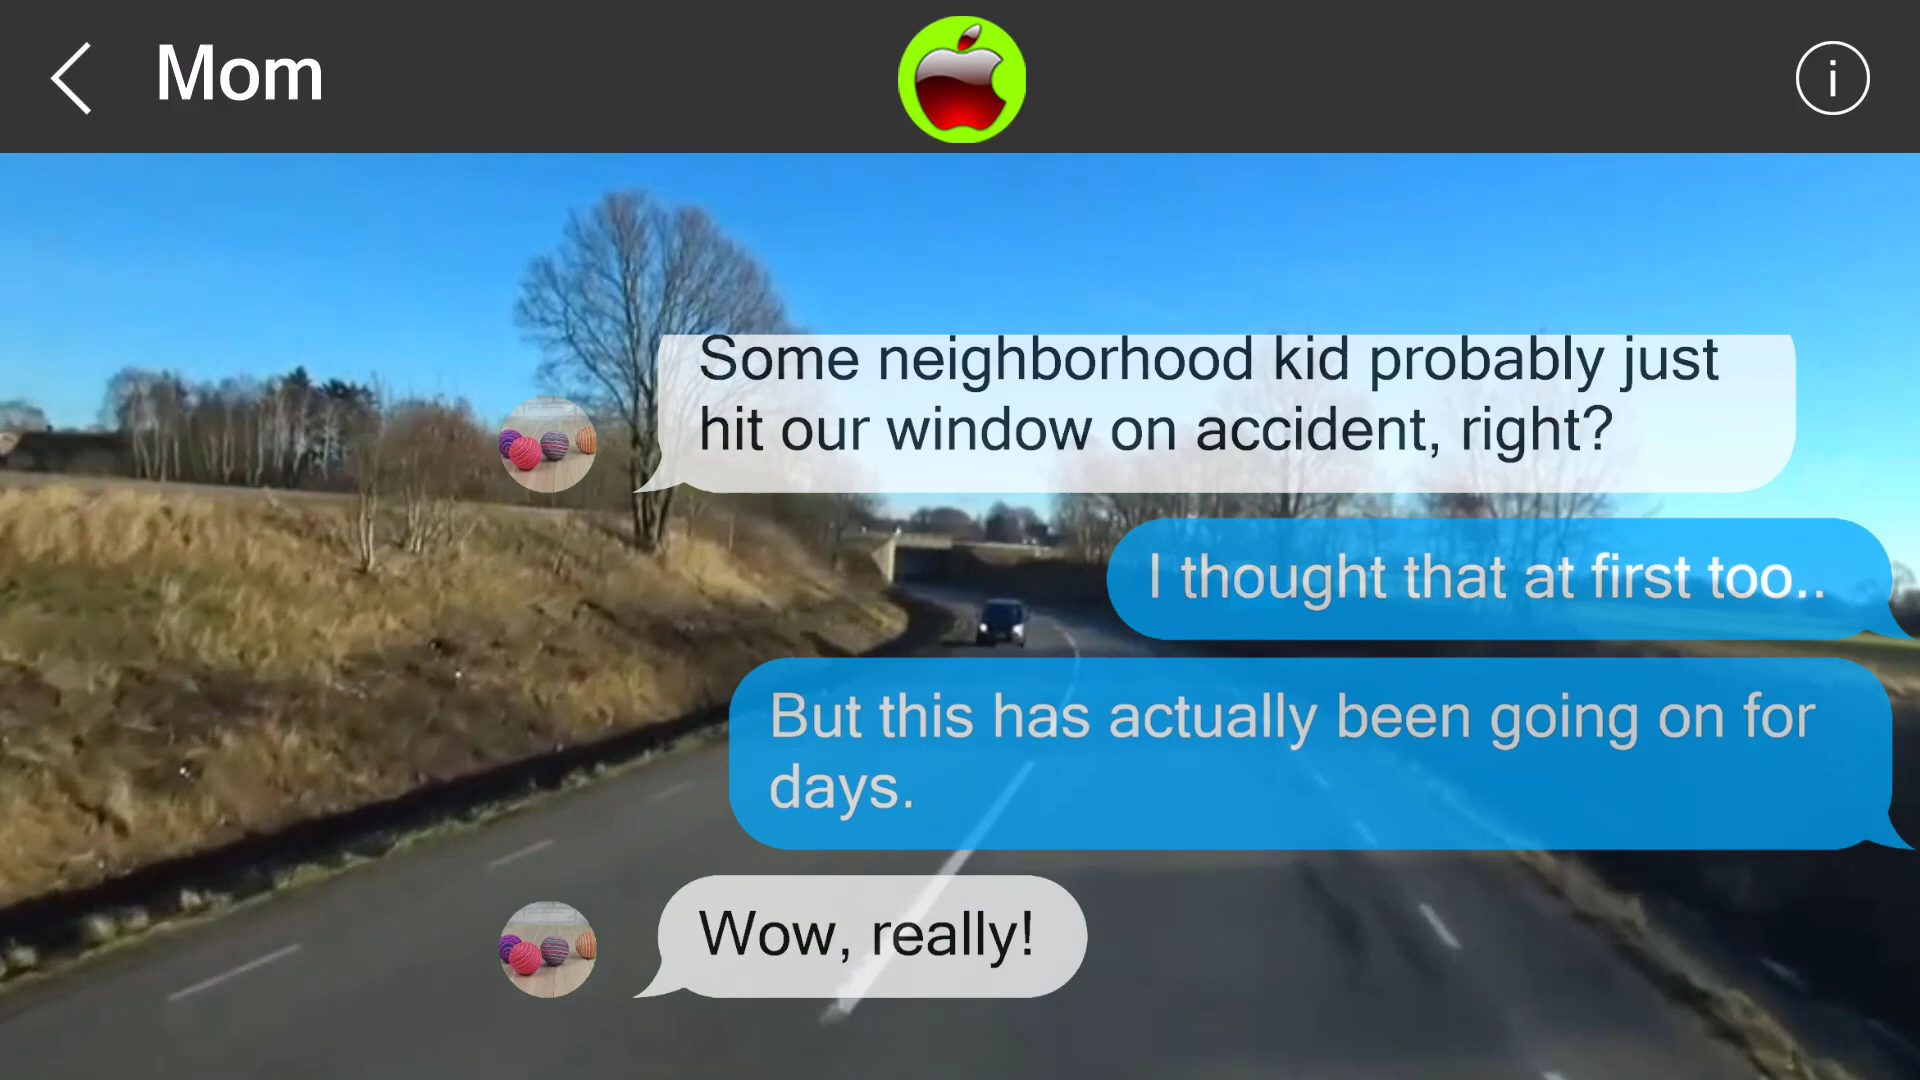 Mom
Some neighborhood kid probably just
hit our window on accident, right?
I thought that at first too..
But this has actually been going on for
days.
Wow, really!